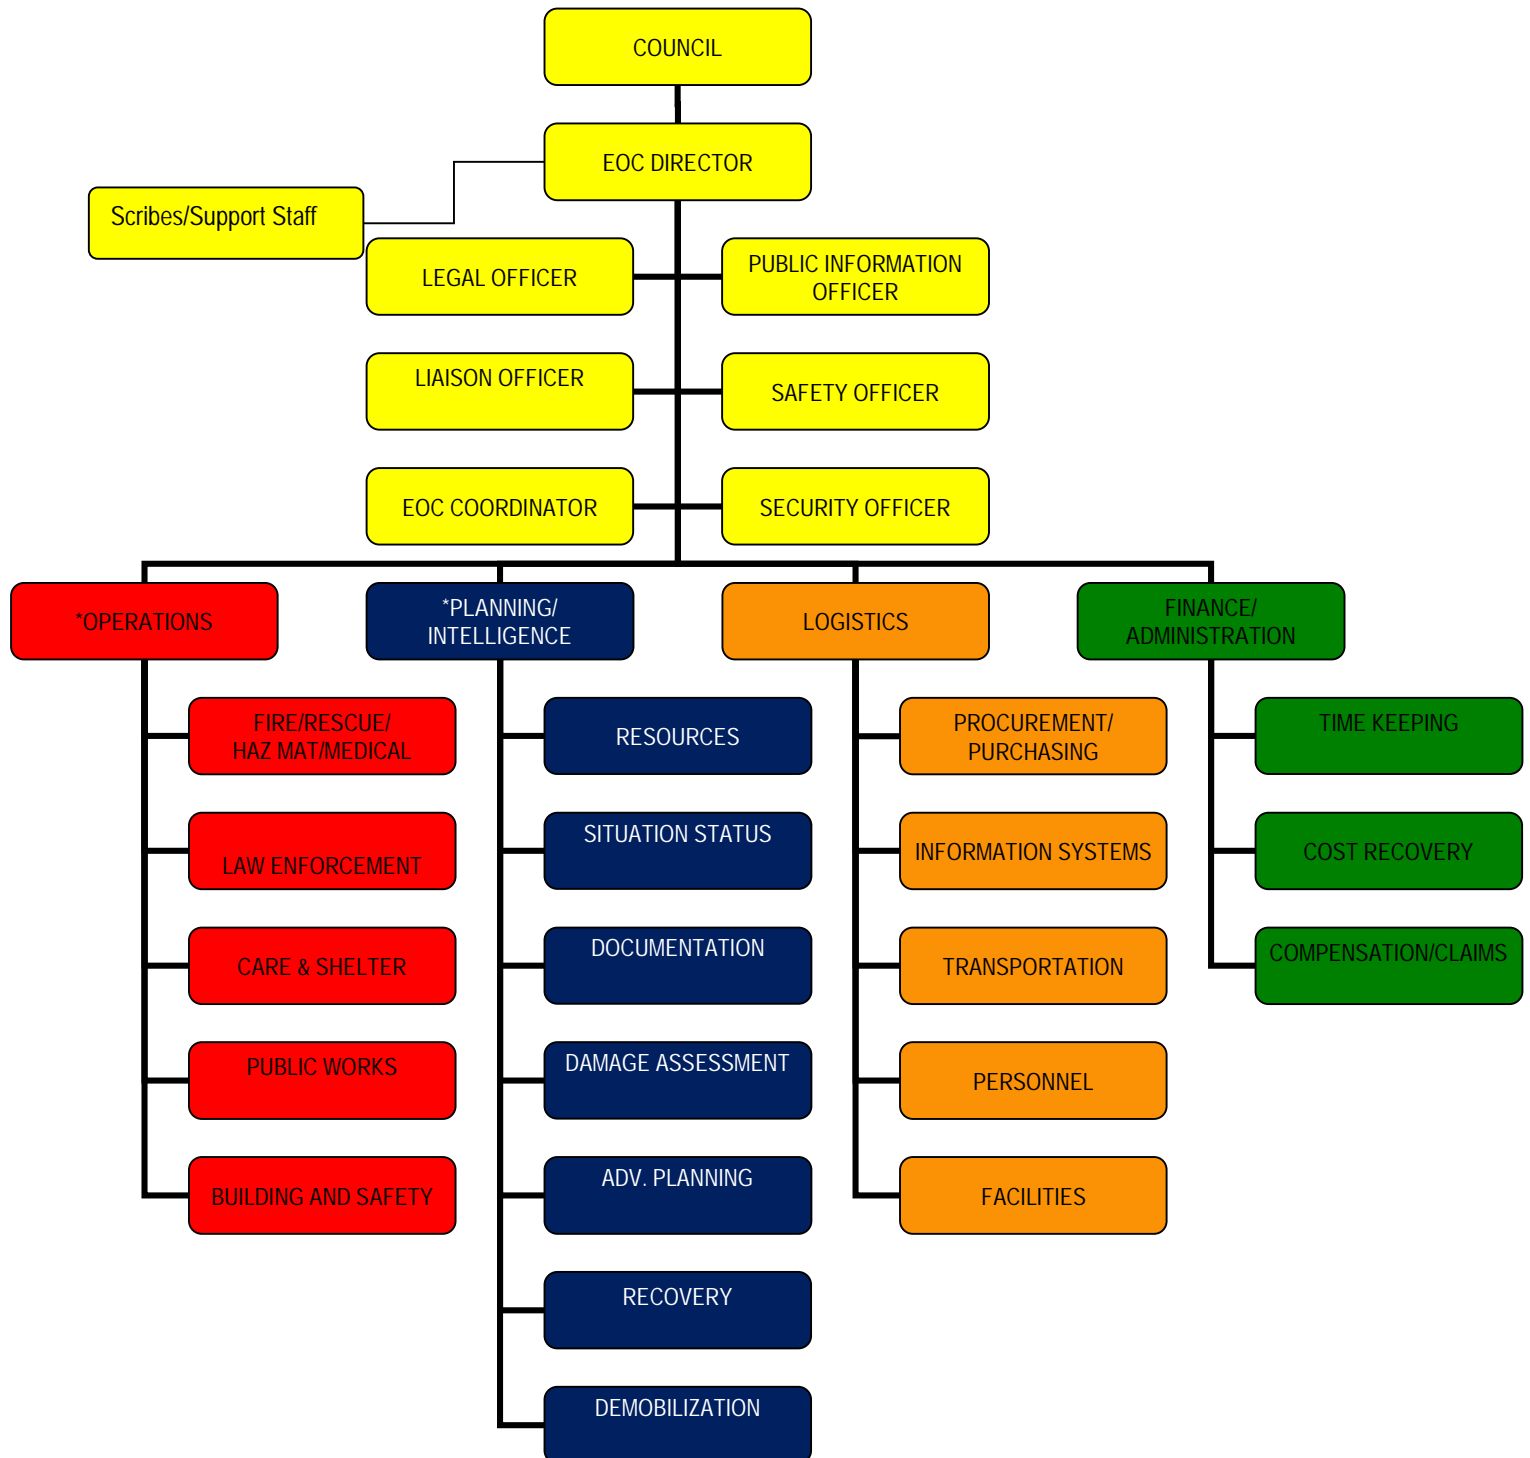 COUNCIL
EOC DIRECTOR
Scribes/Support Staff
LEGAL OFFICER
PUBLIC INFORMATION
OFFICER
LIAISON OFFICER
SAFETY OFFICER
EOC COORDINATOR
SECURITY OFFICER
*OPERATIONS
*PLANNING/
INTELLIGENCE
LOGISTICS
FINANCE/
ADMINISTRATION
FIRE/RESCUE/
HAZ MAT/MEDICAL
RESOURCES
PROCUREMENT/
PURCHASING
TIME KEEPING
LAW ENFORCEMENT
SITUATION STATUS
INFORMATION SYSTEMS
COST RECOVERY
CARE & SHELTER
DOCUMENTATION
TRANSPORTATION
COMPENSATION/CLAIMS
PUBLIC WORKS
DAMAGE ASSESSMENT
PERSONNEL
BUILDING AND SAFETY
ADV. PLANNING
FACILITIES
RECOVERY
DEMOBILIZATION